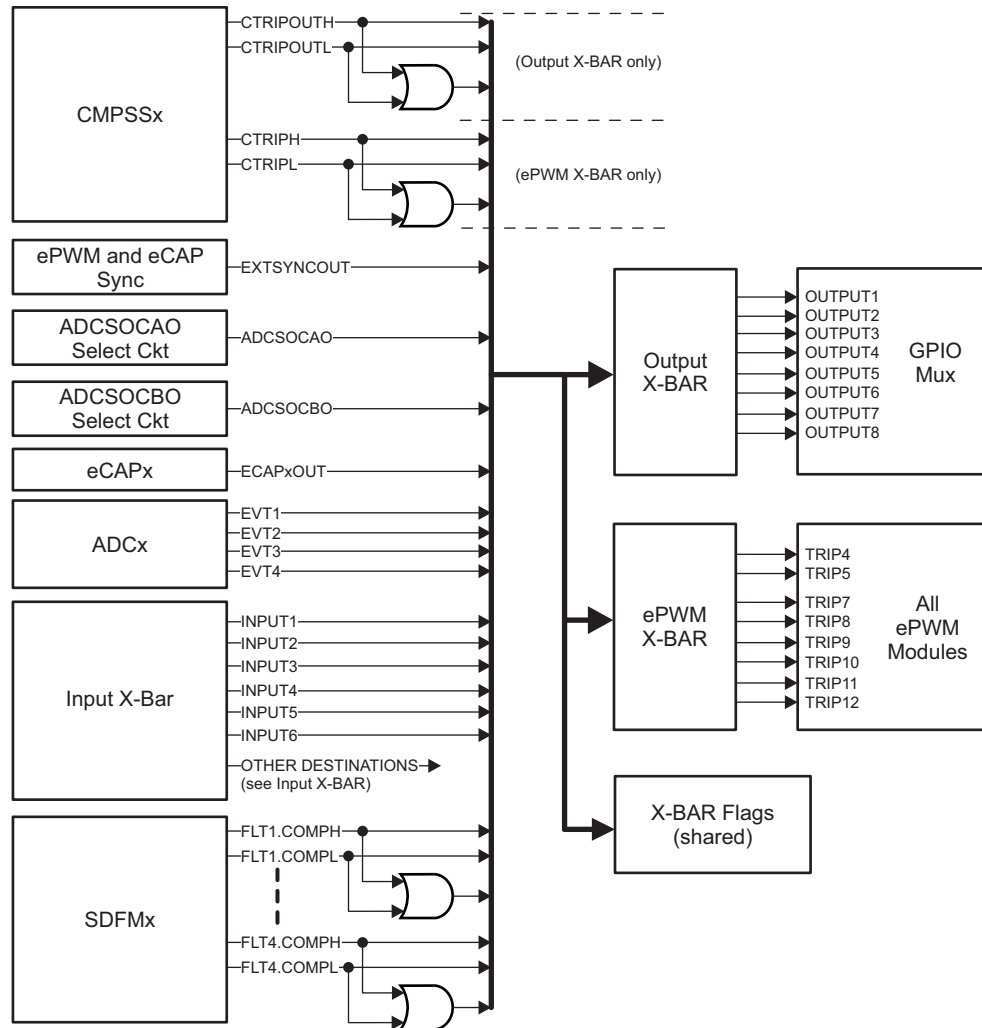 CMPSSx
CTRIPOUTH
CTRIPOUTL
(Output X-BAR only)
CTRIPH
CTRIPL
(ePWM X-BAR only)
ePWM and eCAP
Sync
EXTSYNCOUT
ADCSOCAO
Select Ckt
ADCSOCAO
ADCSOCBO
Select Ckt
ADCSOCBO
eCAPx
ECAPxOUT
ADCx
EVT1
EVT2
EVT3
EVT4
Input X-Bar
INPUT1
INPUT2
INPUT3
INPUT4
INPUT5
INPUT6
OTHER DESTINATIONS
(see Input X-BAR)
SDFMx
FLT1.COMPH
FLT1.COMPL
FLT4.COMPH
FLT4.COMPL
Output
X-BAR
OUTPUT1
OUTPUT2
OUTPUT3
OUTPUT4
OUTPUT5
OUTPUT6
OUTPUT7
OUTPUT8
GPIO
Mux
ePWM
X-BAR
TRIP4
TRIP5
TRIP7
TRIP8
TRIP9
TRIP10
TRIP11
TRIP12
All
ePWM
Modules
X-BAR Flags
(shared)